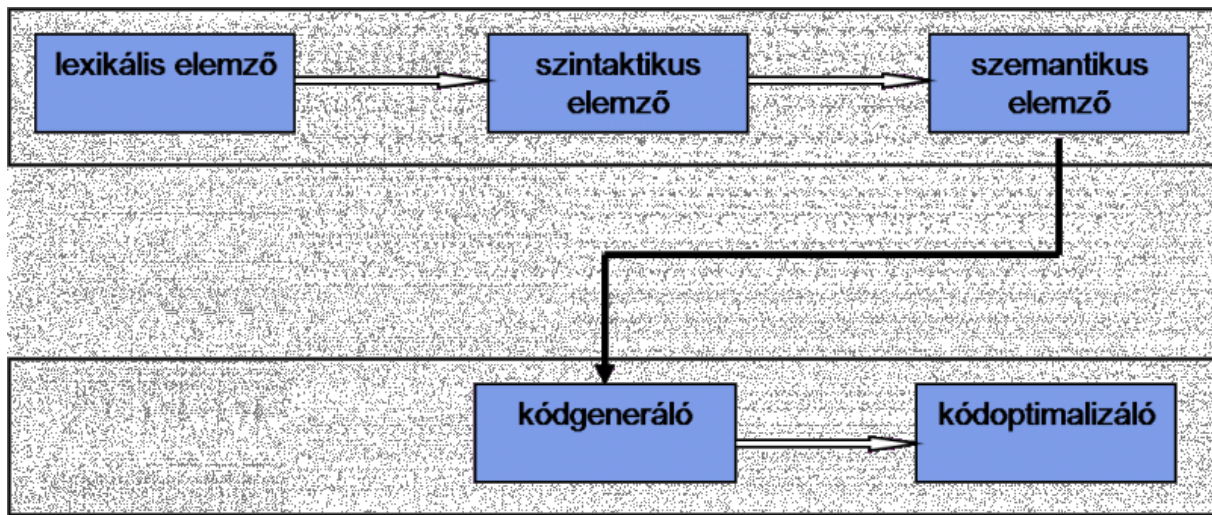 lexikális elemző
szintaktikus
elemző
szemantikus
elemző
kódgeneráló
kódoptimalizáló